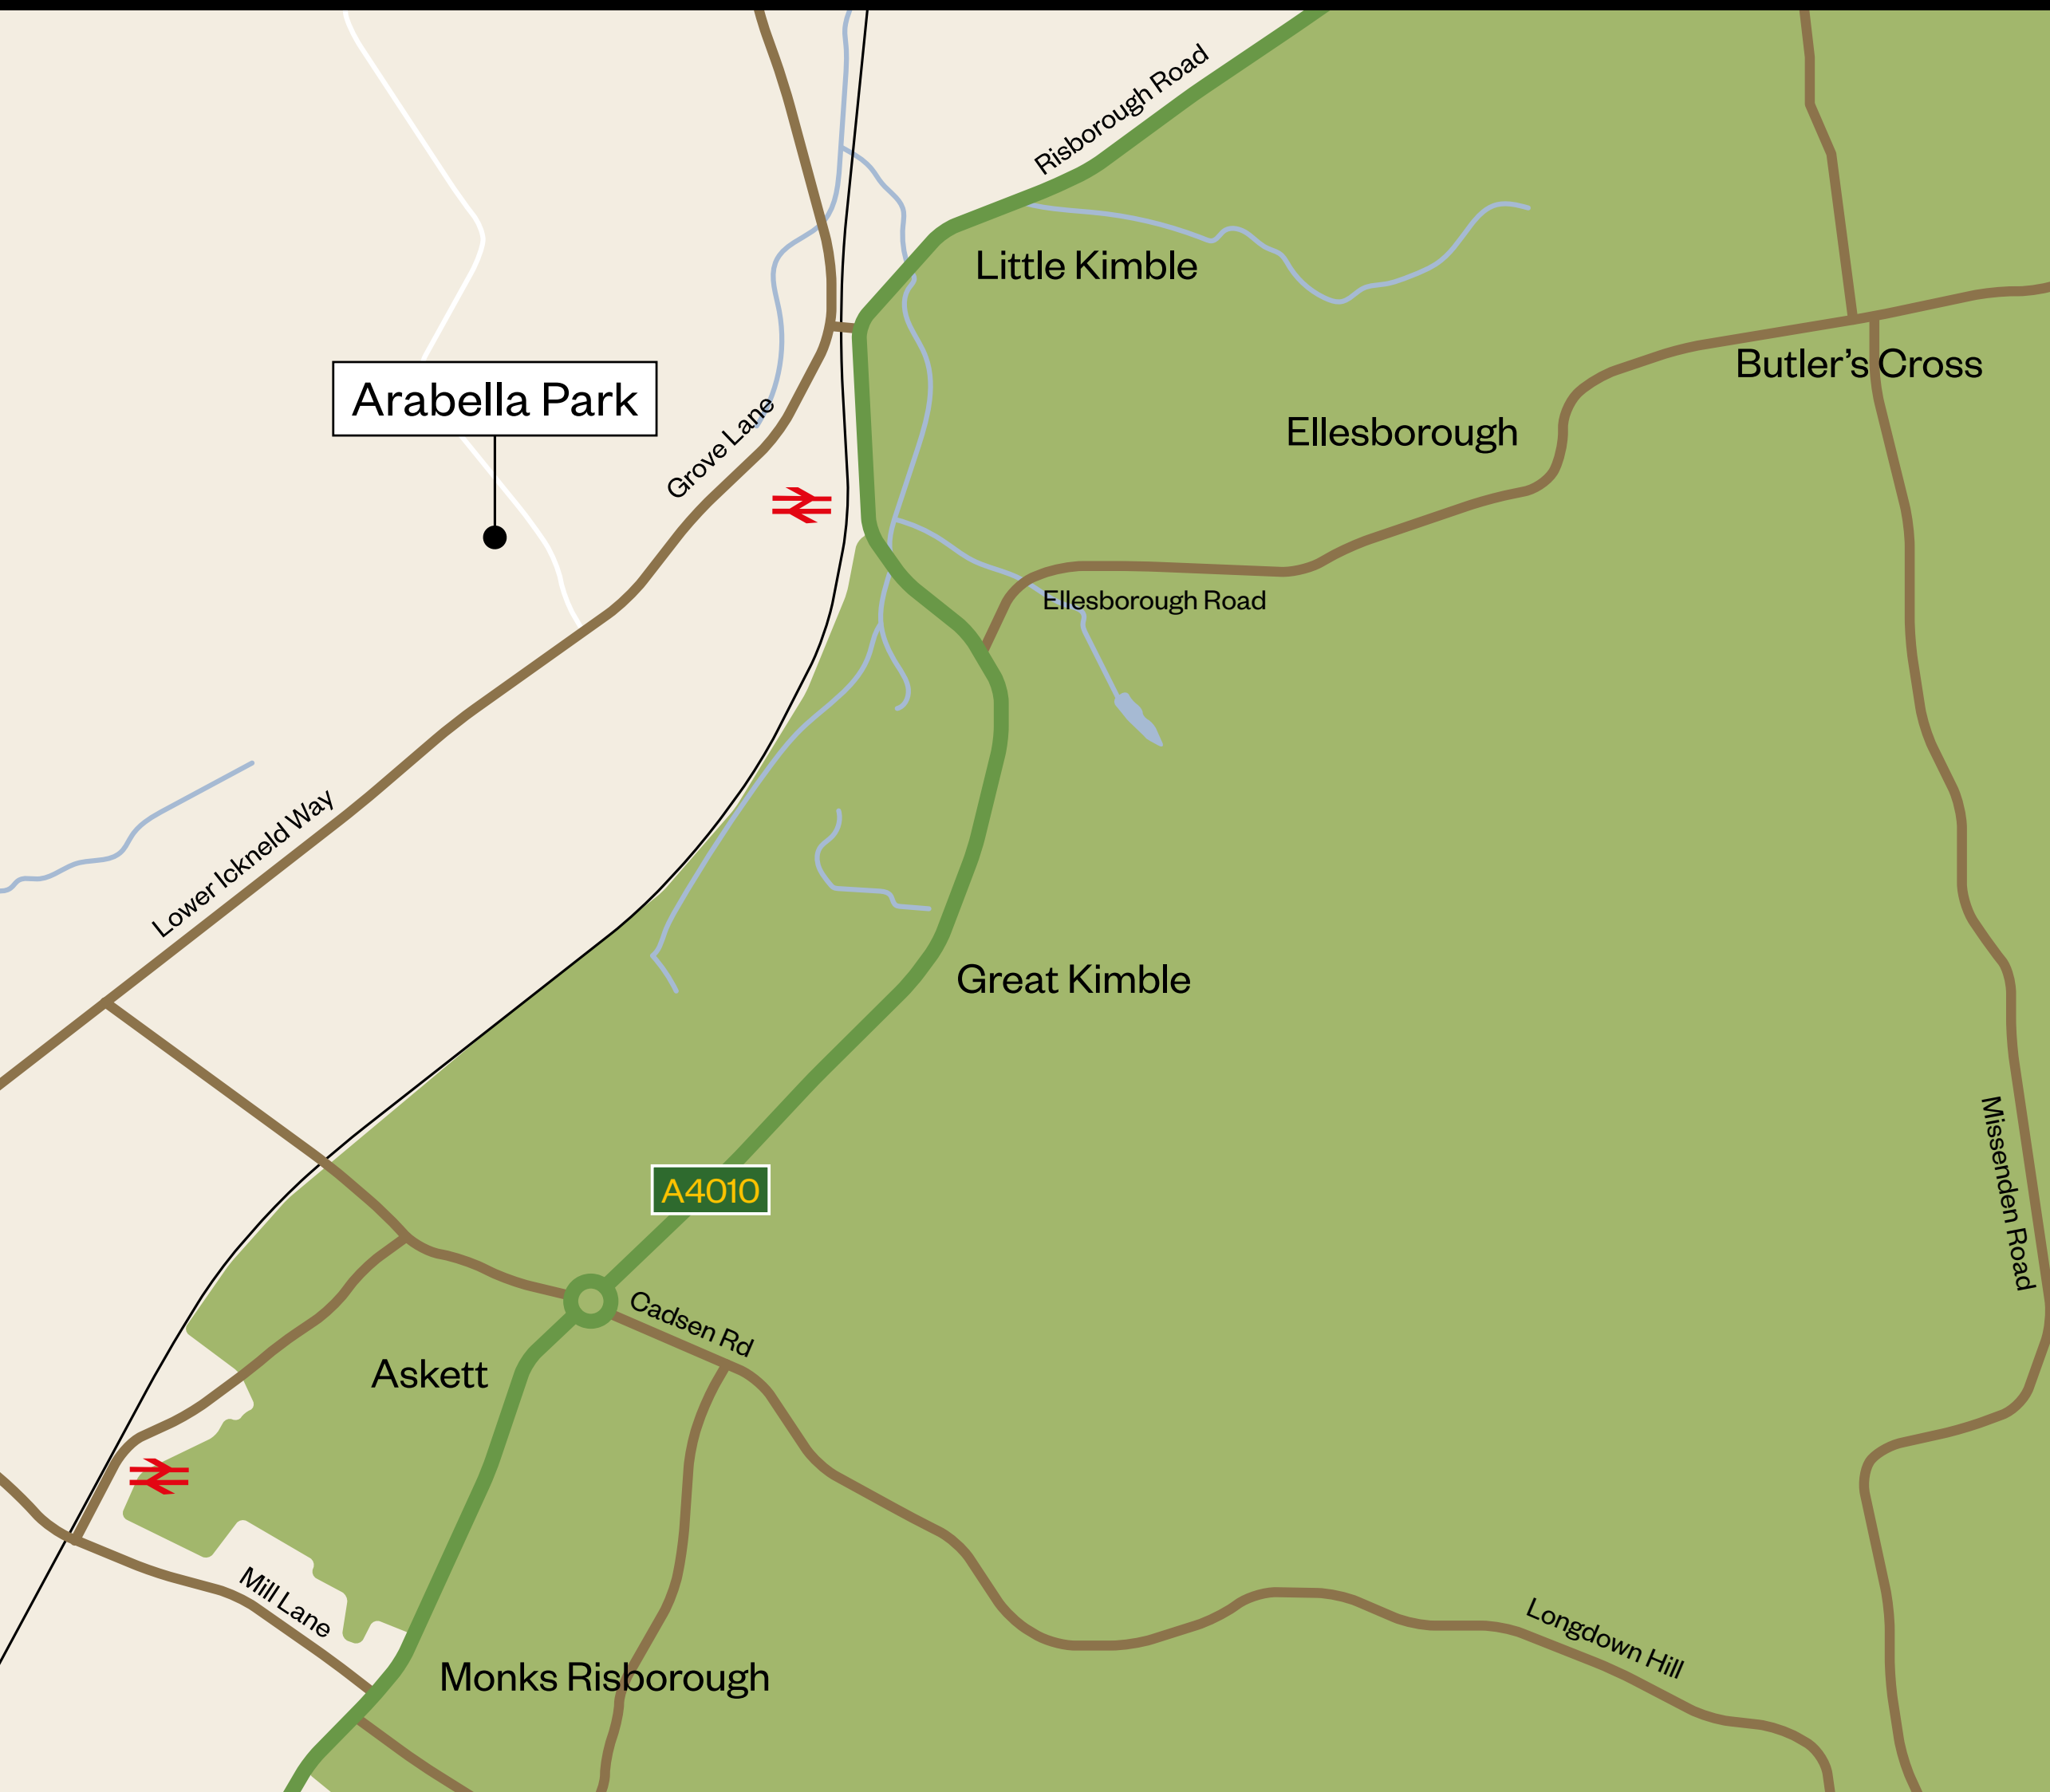 Risborough Road
Little Kimble
Butler's Cross
Arabella Park
Ellesborough
Grove Lane
Ellesborough Road
Lower Ickneld Way
Great Kimble
Missenden Road
A4010
Cadsen Rd
Askett
Mill Lane
Longdown Hill
Monks Risborough